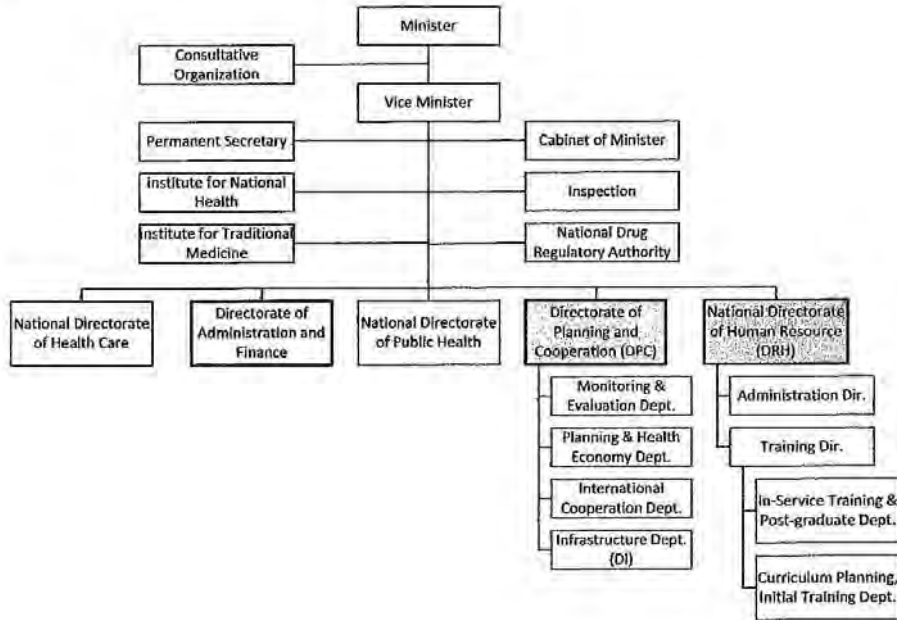 Minister
Consultative
Organization
Vice Minister
Permanent Secretary
Cabinet of Minister
Institute for National
Health
Inspection
Institute for Traditional
Medicine
National Drug
Regulatory Authority
National Directorate
of Health Care
Directorate of
Administration and
Finance
National Directorate
of Public Health
Directorate of
Planning and
Cooperation (DPC)
National Directorate
of Human Resource
(DRH)
Monitoring &
Evaluation Dept.
Planning & Health
Economy Dept.
International
Cooperation Dept.
Infrastructure Dept.
(DI)
Administration Dir.
Training Dir.
In-Service Training &
Post-graduate Dept.
Curriculum Planning,
Initial Training Dept.